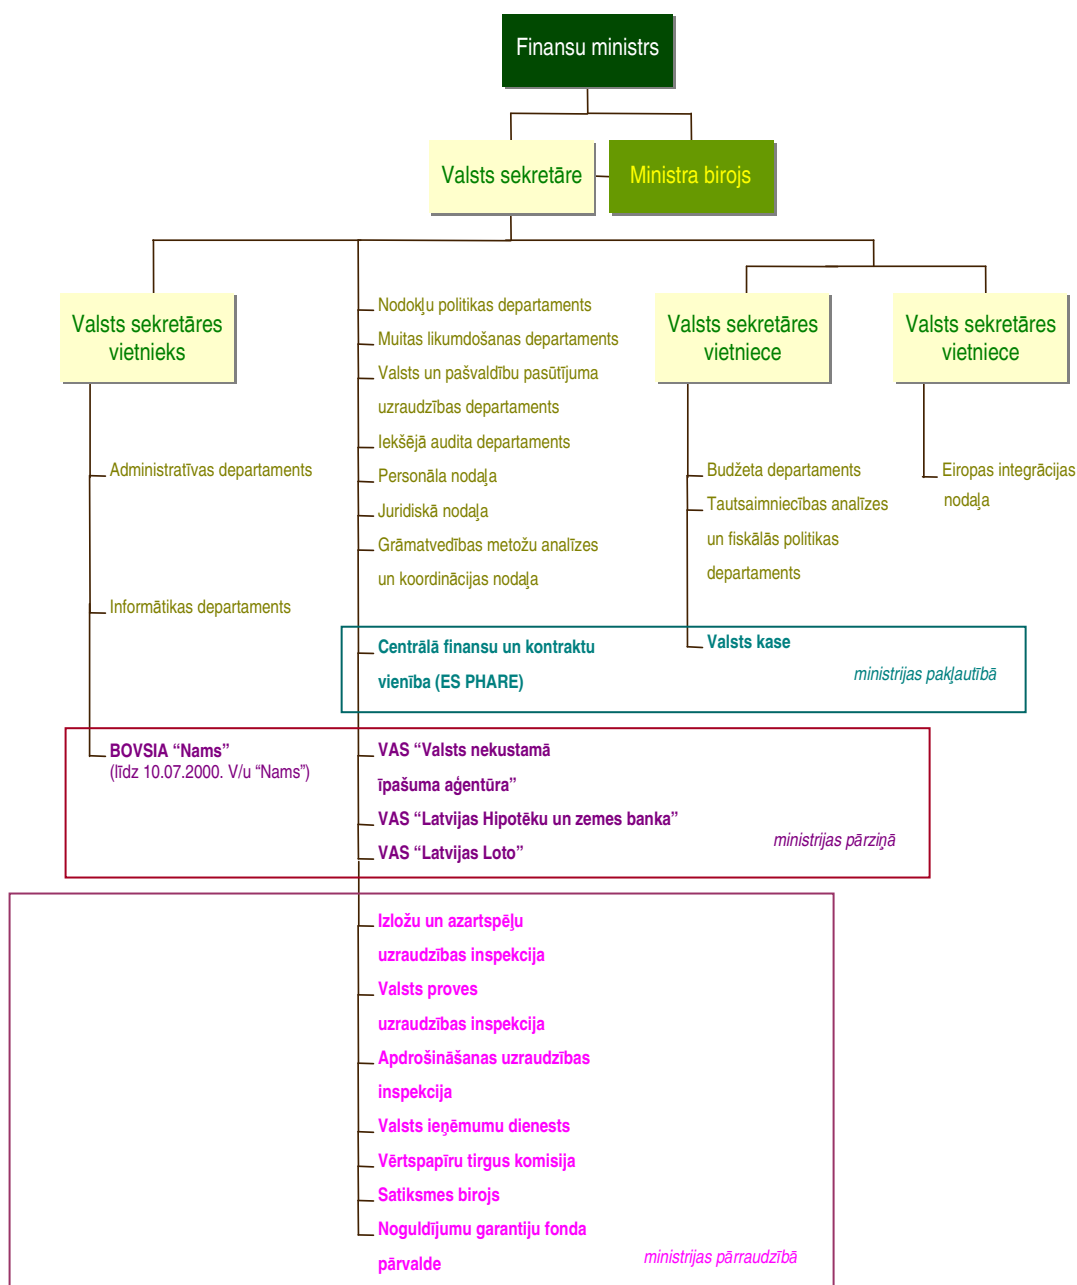 Finansu ministrs
Valsts sekretāre
Ministra birojs
Valsts sekretāres
vietnieks
Administratīvas departaments
Informātikas departaments
Nodokļu politikas departaments
Muitas likumdošanas departaments
Valsts un pašvaldību pasūtījuma
uzraudzības departaments
Iekšējā audita departaments
Personāla nodaļa
Juridiskā nodaļa
Grāmatvedības metožu analīzes
un koordinācijas nodaļa
Valsts sekretāres
vietniece
Budžeta departaments
Tautsaimniecības analīzes
un fiskālās politikas
departaments
Valsts sekretāres
vietniece
Eiropas integrācijas
nodaļa
Centrālā finansu un kontraktu
vienība (ES PHARE)
Valsts kase
ministrijas pakļautībā
BOVSIA “Nams”
(līdz 10.07.2000. V/u “Nams”)
VAS “Valsts nekustamā
īpašuma aģentūra”
VAS “Latvijas Hipotēku un zemes banka”
VAS “Latvijas Loto”
ministrijas pārziņā
Izložu un azartspēļu
uzraudzības inspekcija
Valsts proves
uzraudzības inspekcija
Apdrošināšanas uzraudzības
inspekcija
Valsts ieņēmumu dienests
Vērtspapīru tirgus komisija
Satiksmes birojs
Noguldījumu garantiju fonda
pārvalde
ministrijas pārraudzībā